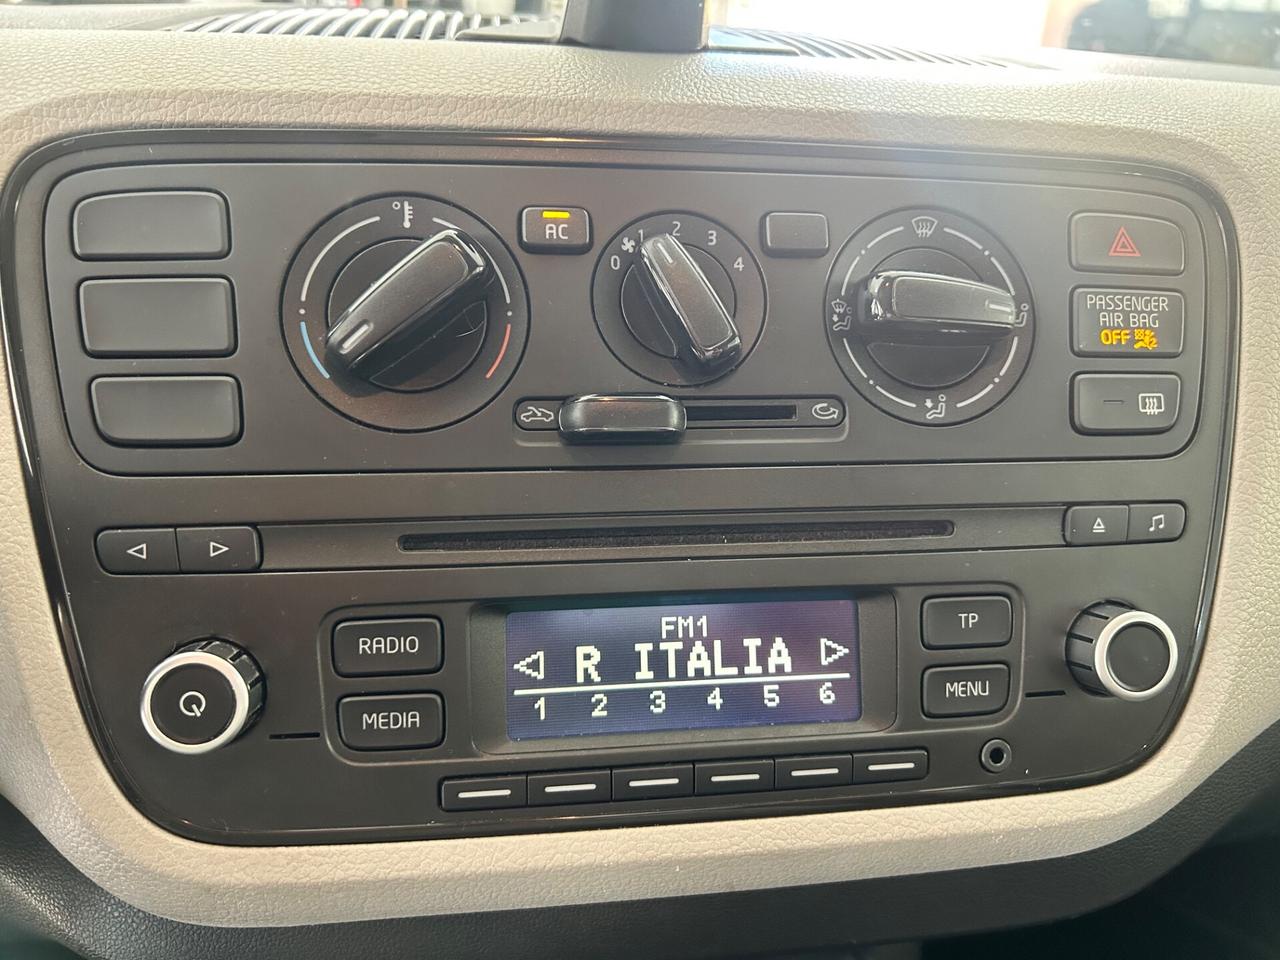 AC
0 1 2 3 4
PASSENGER
AIR BAG
OFF 2
RADIO
MEDIA
FM1
R ITALIA
1 2 3 4 5 6
TP
MENU